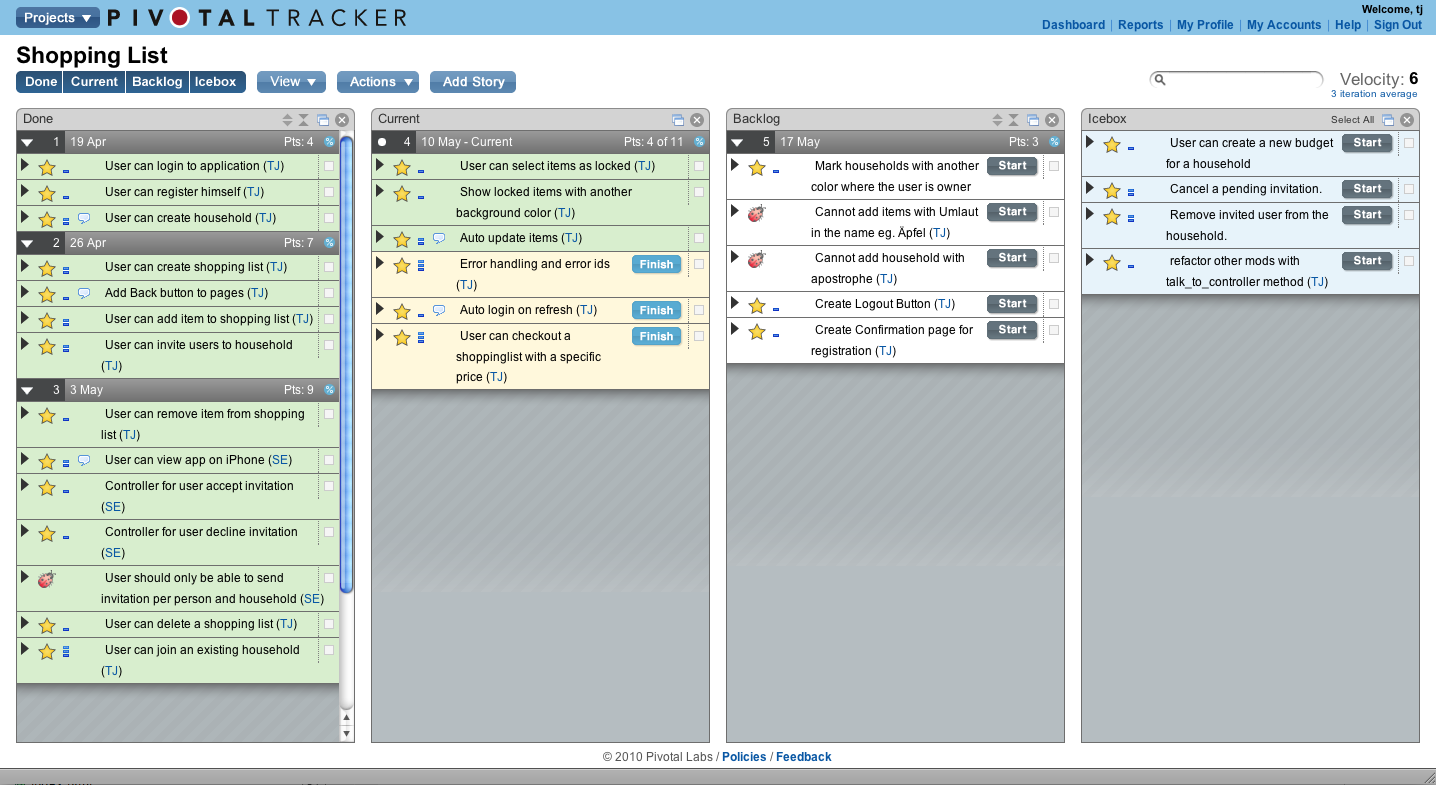 Projects
PIVOTAL TRACKER
Welcome, tj
Dashboard | Reports | My Profile | My Accounts | Help | Sign Out
Shopping List
Done Current Backlog Icebox View Actions Add Story
Velocity: 6
3 iteration average
Done
1 19 Apr Pts: 4 %
User can login to application (TJ)
User can register himself (TJ)
User can create household (TJ)
2 26 Apr Pts: 7 %
User can create shopping list (TJ)
Add Back button to pages (TJ)
User can add item to shopping list (TJ)
User can invite users to household
(TJ)
3 3 May Pts: 9 %
User can remove item from shopping
list (TJ)
User can view app on iPhone (SE)
Controller for user accept invitation
(SE)
Controller for user decline invitation
(SE)
User should only be able to send
invitation per person and household (SE)
User can delete a shopping list (TJ)
User can join an existing household
(TJ)
Current
4 10 May - Current Pts: 4 of 11 %
User can select items as locked (TJ)
Show locked items with another
background color (TJ)
Auto update items (TJ)
Error handling and error ids Finish
(TJ)
Auto login on refresh (TJ) Finish
User can checkout a Finish
shoppinglist with a specific
price (TJ)
Backlog
5 17 May Pts: 3 %
Mark households with another Start
color where the user is owner
Cannot add items with Umlaut Start
in the name eg. Äpfel (TJ)
Cannot add household with Start
apostrophe (TJ)
Create Logout Button (TJ) Start
Create Confirmation page for Start
registration (TJ)
Icebox Select All
User can create a new budget Start
for a household
Cancel a pending invitation. Start
Remove invited user from the Start
household.
refactor other mods with Start
talk_to_controller method (TJ)
© 2010 Pivotal Labs / Policies / Feedback